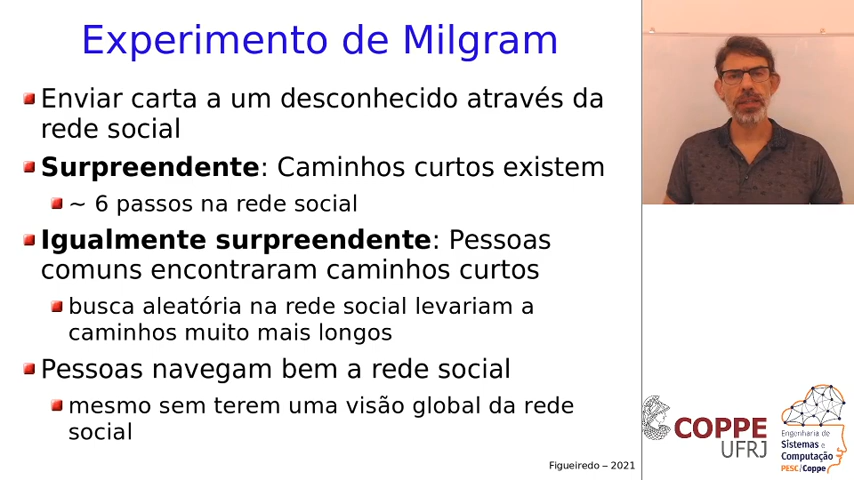 Experimento de Milgram
Enviar carta a um desconhecido através da
rede social
Surpreendente: Caminhos curtos existem
~ 6 passos na rede social
Igualmente surpreendente: Pessoas
comuns encontraram caminhos curtos
busca aleatória na rede social levariam a
caminhos muito mais longos
Pessoas navegam bem a rede social
mesmo sem terem uma visão global da rede
social
Figueiredo – 2021
COPPE
UFRJ
Engenharia de
Sistemas e
Computação
PESC/Coppe